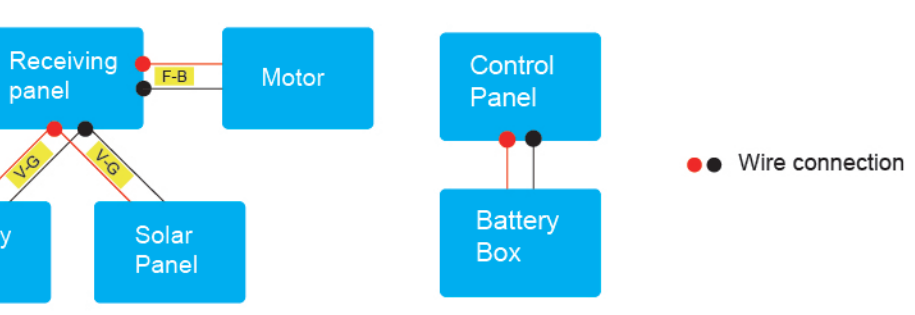 Receiving
panel
F-B
Motor
Control
Panel
Wire connection
V-G
V-G
y
Solar
Panel
Battery
Box